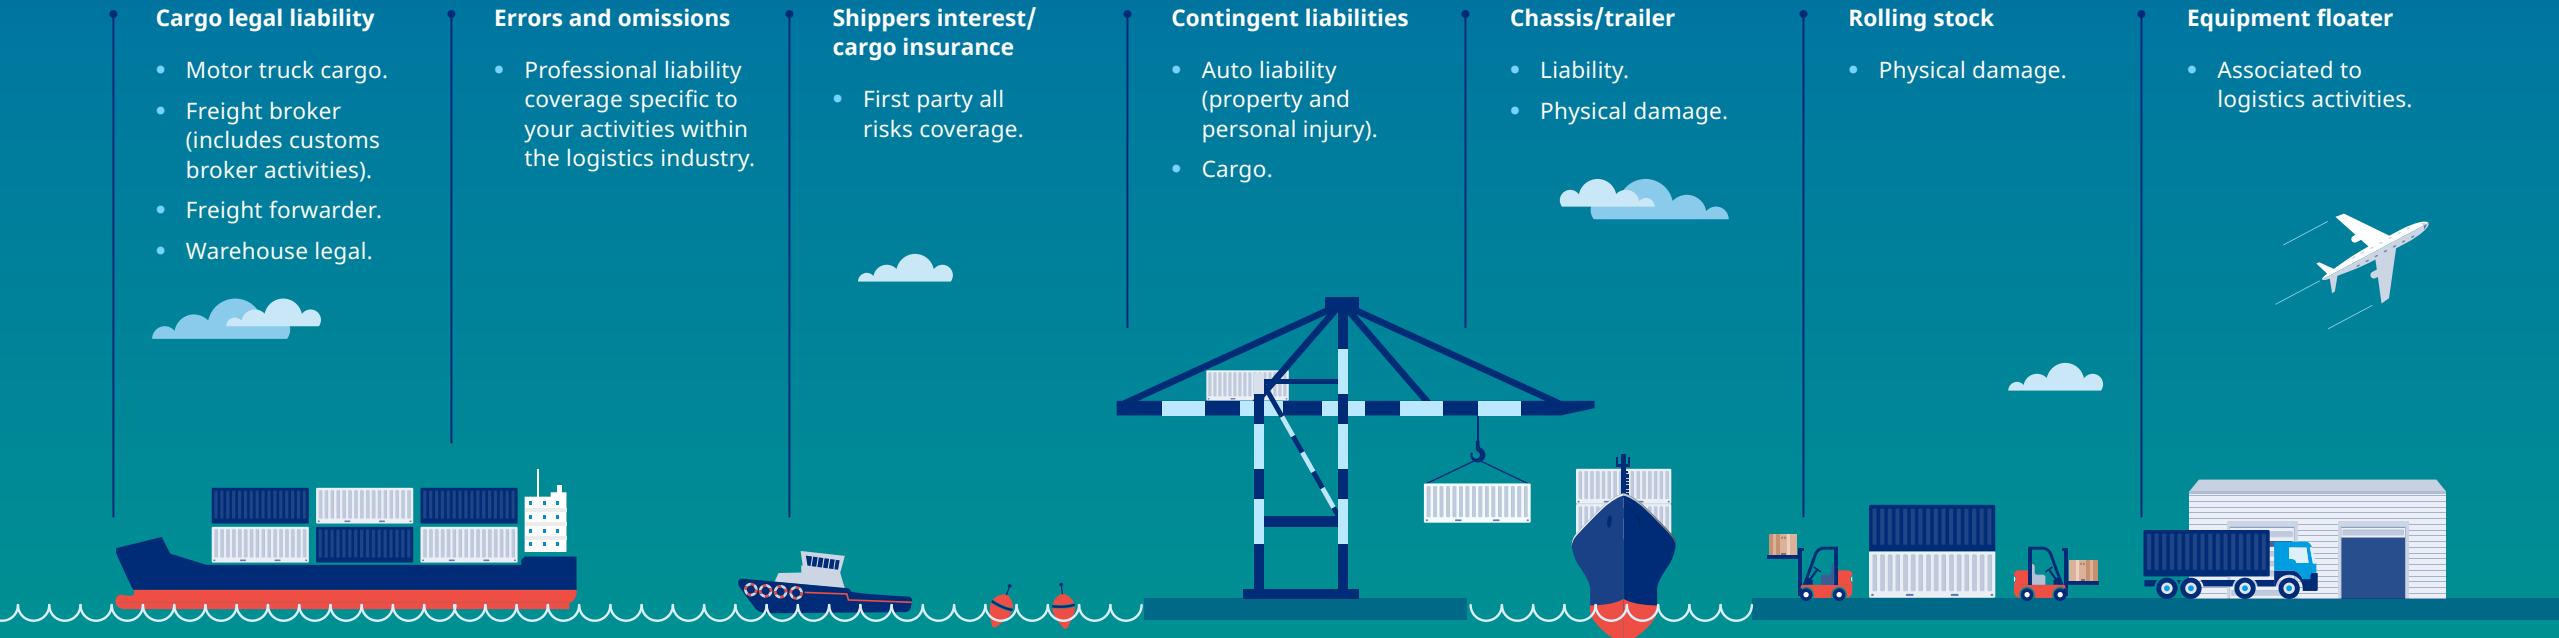 Cargo legal liability
Motor truck cargo.
Freight broker
(includes customs
broker activities).
Freight forwarder.
Warehouse legal.
Errors and omissions
Professional liability
coverage specific to
your activities within
the logistics industry.
Shippers interest/
cargo insurance
First party all
risks coverage.
Contingent liabilities
Auto liability
(property and
personal injury).
Cargo.
Chassis/trailer
Liability.
Physical damage.
Rolling stock
Physical damage.
Equipment floater
Associated to
logistics activities.